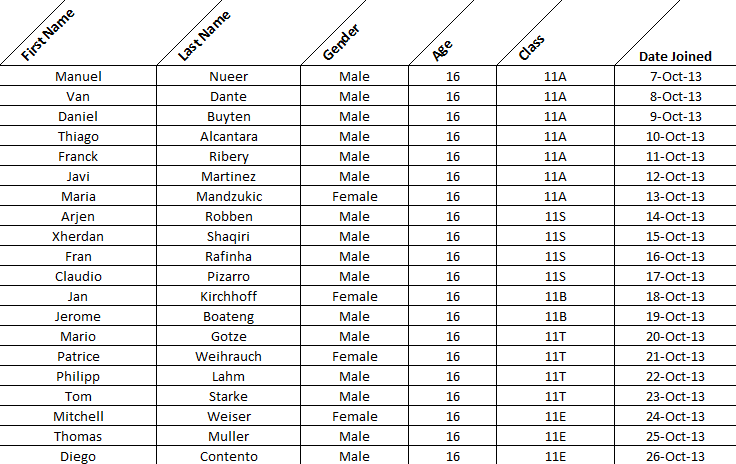 First Name Last Name Gender Age Class Date Joined
Manuel Nueer Male 16 11A 7-Oct-13
Van Dante Male 16 11A 8-Oct-13
Daniel Buyten Male 16 11A 9-Oct-13
Thiago Alcantara Male 16 11A 10-Oct-13
Franck Ribery Male 16 11A 11-Oct-13
Javi Martinez Male 16 11A 12-Oct-13
Maria Mandzukic Female 16 11A 13-Oct-13
Arjen Robben Male 16 11S 14-Oct-13
Xherdan Shaqiri Male 16 11S 15-Oct-13
Fran Rafinha Male 16 11S 16-Oct-13
Claudio Pizarro Male 16 11S 17-Oct-13
Jan Kirchhoff Female 16 11B 18-Oct-13
Jerome Boateng Male 16 11B 19-Oct-13
Mario Gotze Male 16 11T 20-Oct-13
Patrice Weihrauch Female 16 11T 21-Oct-13
Philipp Lahm Male 16 11T 22-Oct-13
Tom Starke Male 16 11T 23-Oct-13
Mitchell Weiser Female 16 11E 24-Oct-13
Thomas Muller Male 16 11E 25-Oct-13
Diego Contento Male 16 11E 26-Oct-13